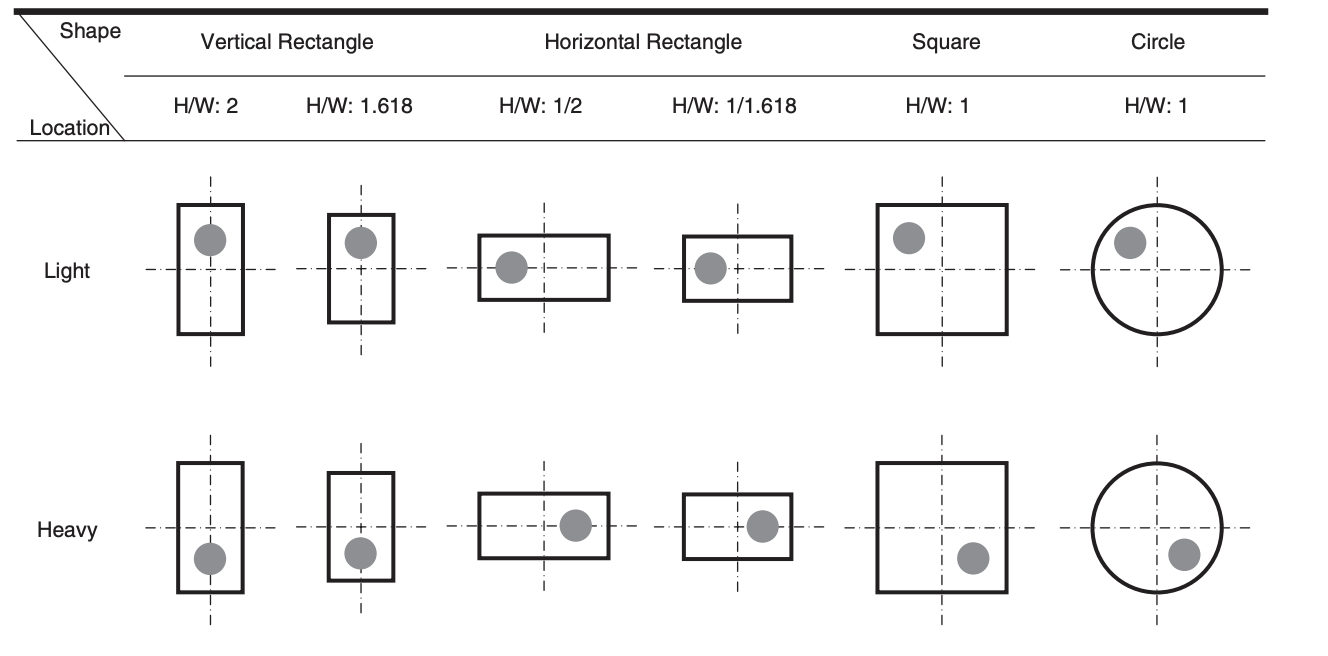 Shape
Vertical Rectangle Horizontal Rectangle Square Circle
H/W: 2 H/W: 1.618 H/W: 1/2 H/W: 1/1.618 H/W: 1 H/W: 1
Location
Light
Heavy